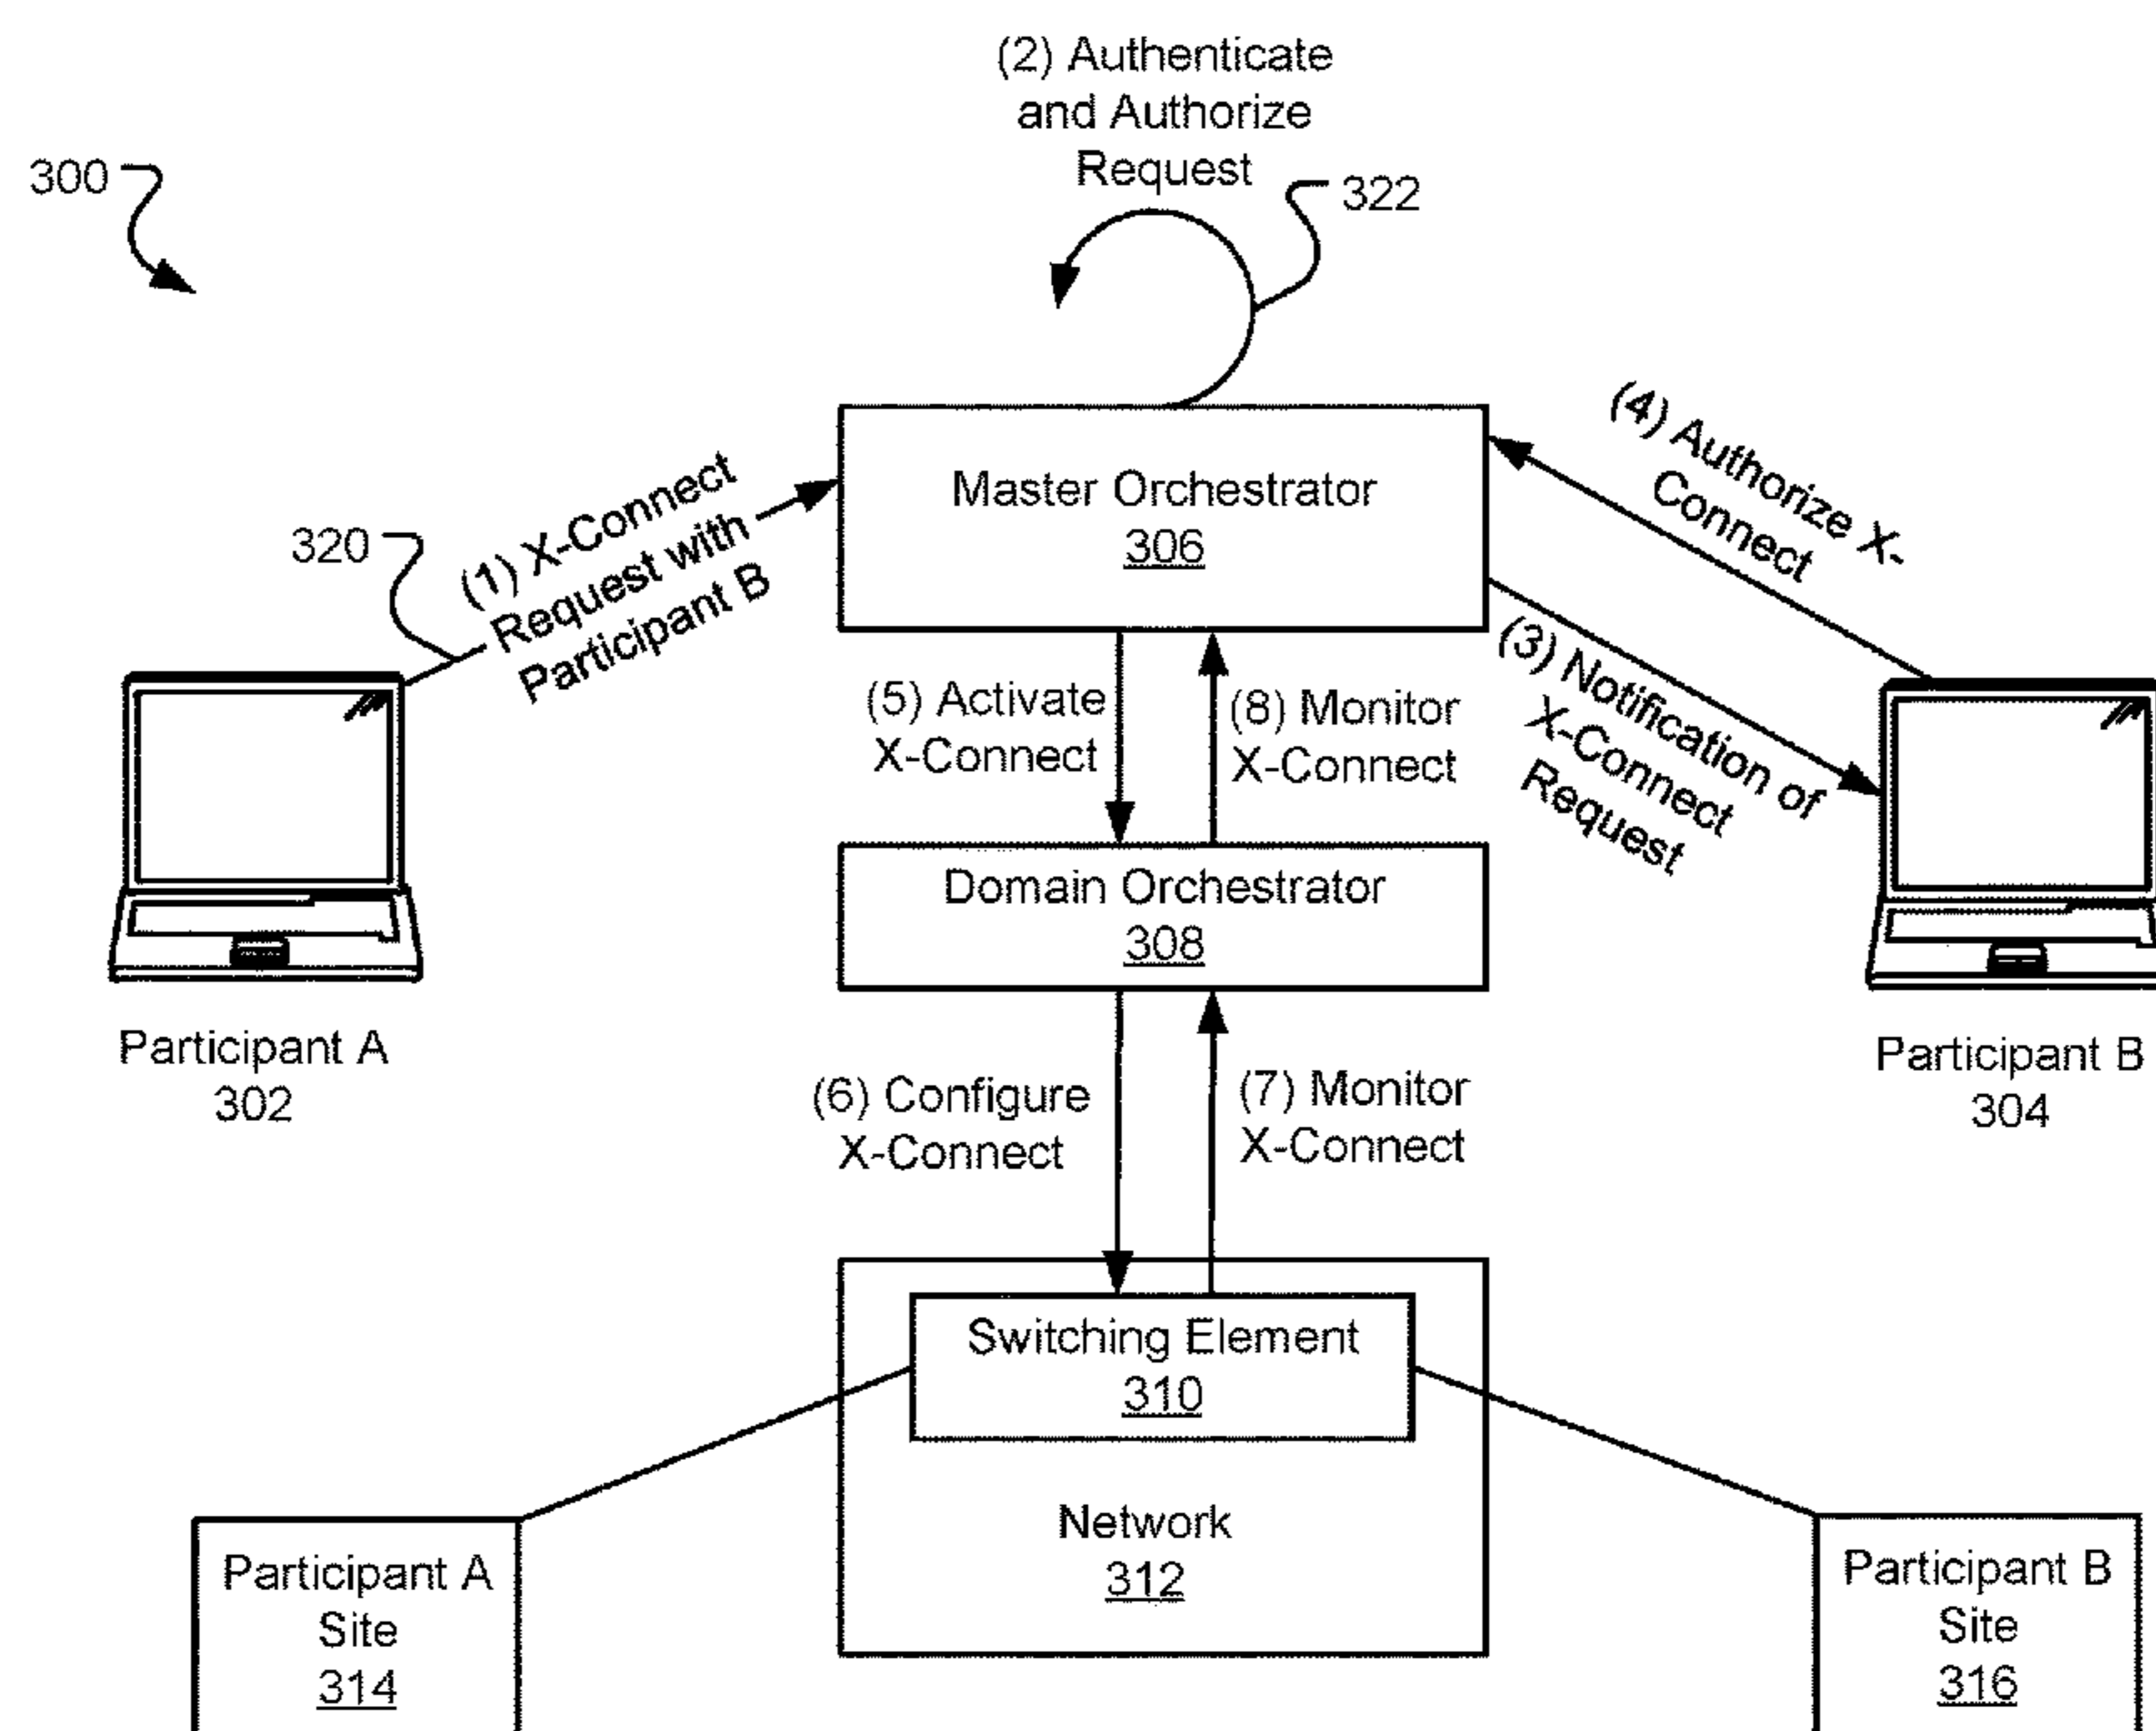 (2) Authenticate
and Authorize
Request
300
322
Master Orchestrator
306
(4) Authorize X-
Connect
320
(1) X-Connect
Request with
Participant B
(3) Notification of
X-Connect
Request
(5) Activate
X-Connect
(8) Monitor
X-Connect
Domain Orchestrator
308
Participant A
302
Participant B
304
(6) Configure
X-Connect
(7) Monitor
X-Connect
Switching Element
310
Network
312
Participant A
Site
314
Participant B
Site
316